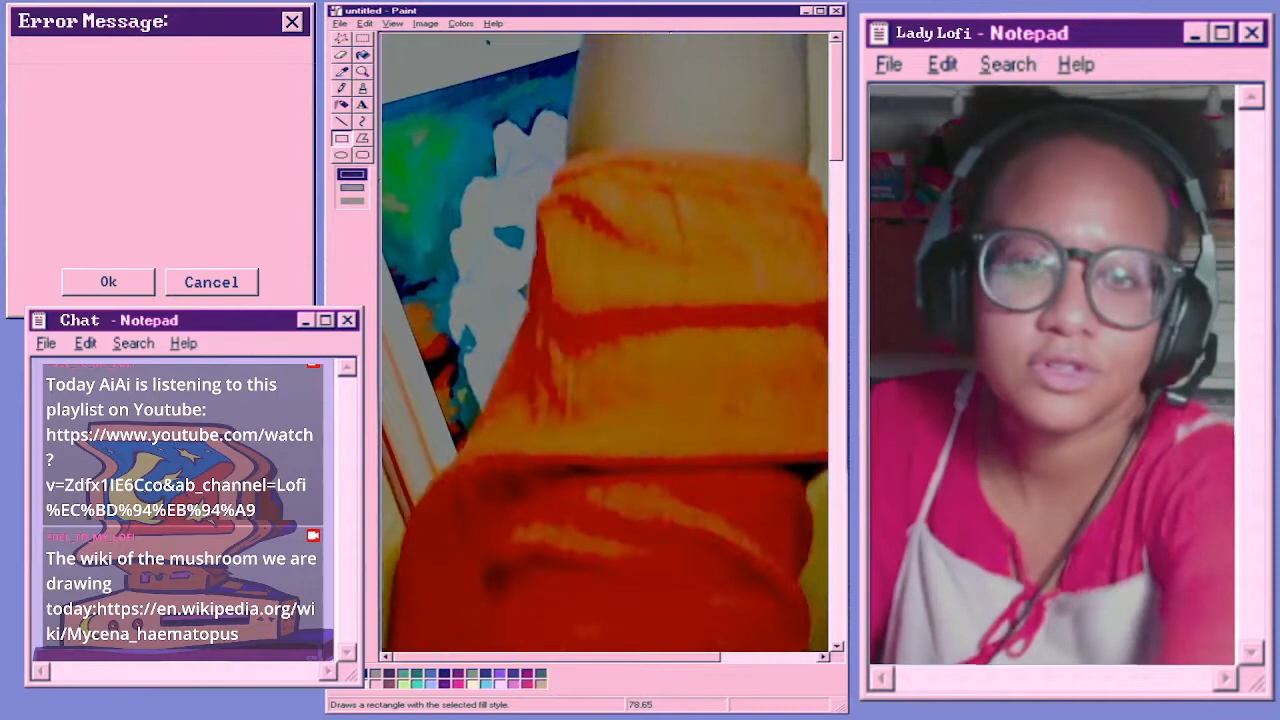 Error Message:
Ok
Cancel
untitled - Paint
File Edit View Image Colors Help
Draws a rectangle with the selected fill style.
78.65
Chat - Notepad
File Edit Search Help
Today AiAi is listening to this
playlist on Youtube:
https://www.youtube.com/watch
?
v=Zdfx1IE6Cco&ab_channel=Lofi
%EC%BD%94%EB%94%A9
The wiki of the mushroom we are
drawing
today:https://en.wikipedia.org/wi
ki/Mycena_haematopus
Lady Lofi - Notepad
File Edit Search Help